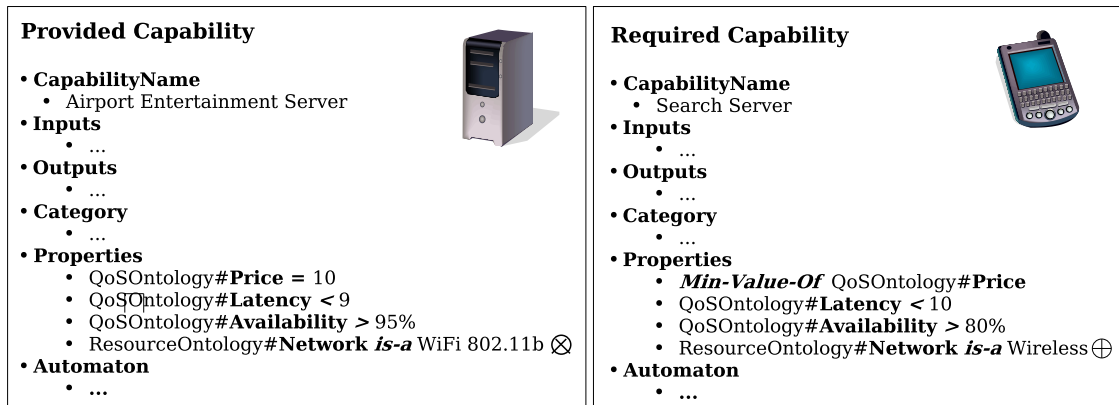 Provided Capability
• CapabilityName
• Airport Entertainment Server
• Inputs
• ...
• Outputs
• ...
• Category
• ...
• Properties
• QoSOntology#Price = 10
• QoSOntology#Latency < 9
• QoSOntology#Availability > 95%
• ResourceOntology#Network is-a WiFi 802.11b ⊗
• Automaton
• ...
Required Capability
• CapabilityName
• Search Server
• Inputs
• ...
• Outputs
• ...
• Category
• ...
• Properties
• Min-Value-Of QoSOntology#Price
• QoSOntology#Latency < 10
• QoSOntology#Availability > 80%
• ResourceOntology#Network is-a Wireless ⊕
• Automaton
• ...